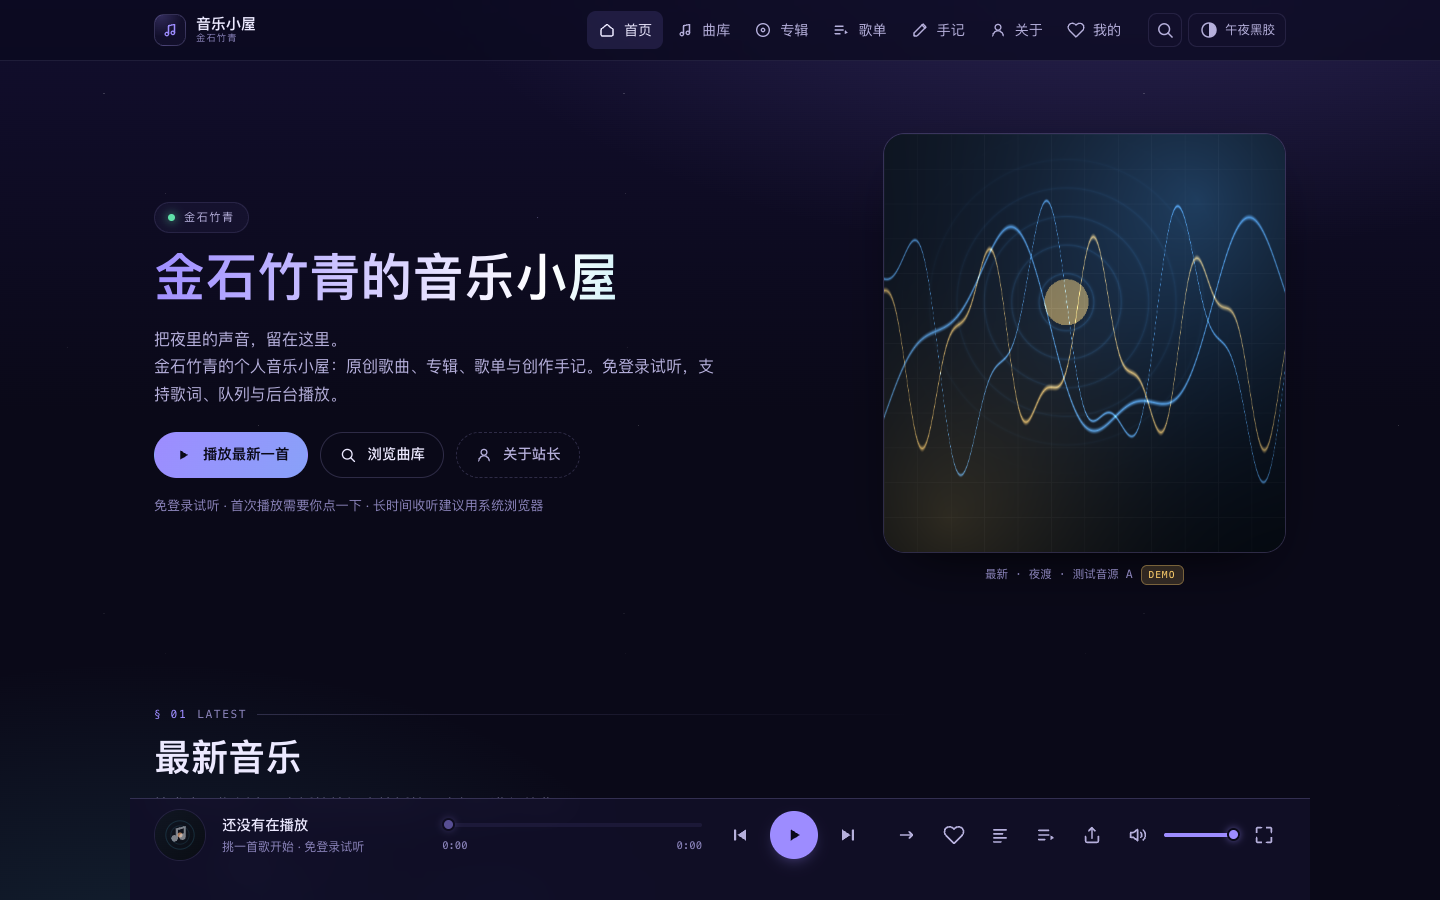 音乐小屋
金石竹青
首页
曲库
专辑
歌单
手记
关于
我的
午夜黑胶
金石竹青
金石竹青的音乐小屋
把夜里的声音，留在这里。
金石竹青的个人音乐小屋：原创歌曲、专辑、歌单与创作手记。免登录试听，支
持歌词、队列与后台播放。
播放最新一首
浏览曲库
关于站长
免登录试听 · 首次播放需要你点一下 · 长时间收听建议用系统浏览器
最新 · 夜渡 · 测试音源 A DEMO
§ 01 LATEST
最新音乐
还没有在播放
挑一首歌开始 · 免登录试听
0:00
0:00